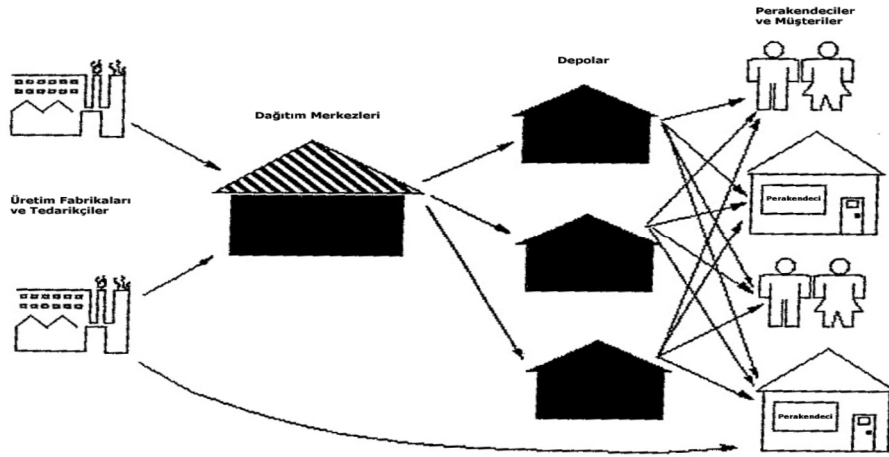 Perakendeciler
ve Müşteriler
Depolar
Dağıtım Merkezleri
Üretim Fabrikaları
ve Tedarikçiler
Perakendeci
Perakendeci